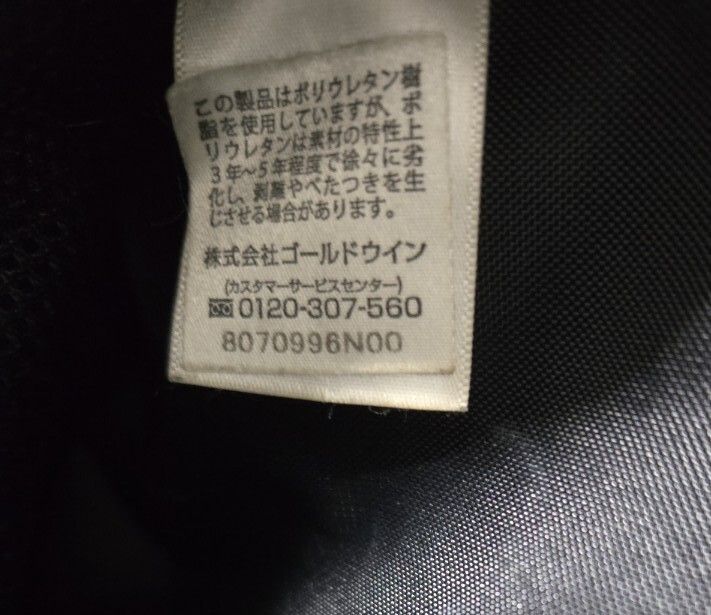 この製品はポリウレタン樹
脂を使用していますが、ポ
リウレタンは素材の特性上
3年〜5年程度で徐々に劣
化し、剥離やべたつきを生
じさせる場合があります。
株式会社ゴールドウイン
(カスタマーサービスセンター)
0120-307-560
8070996N00